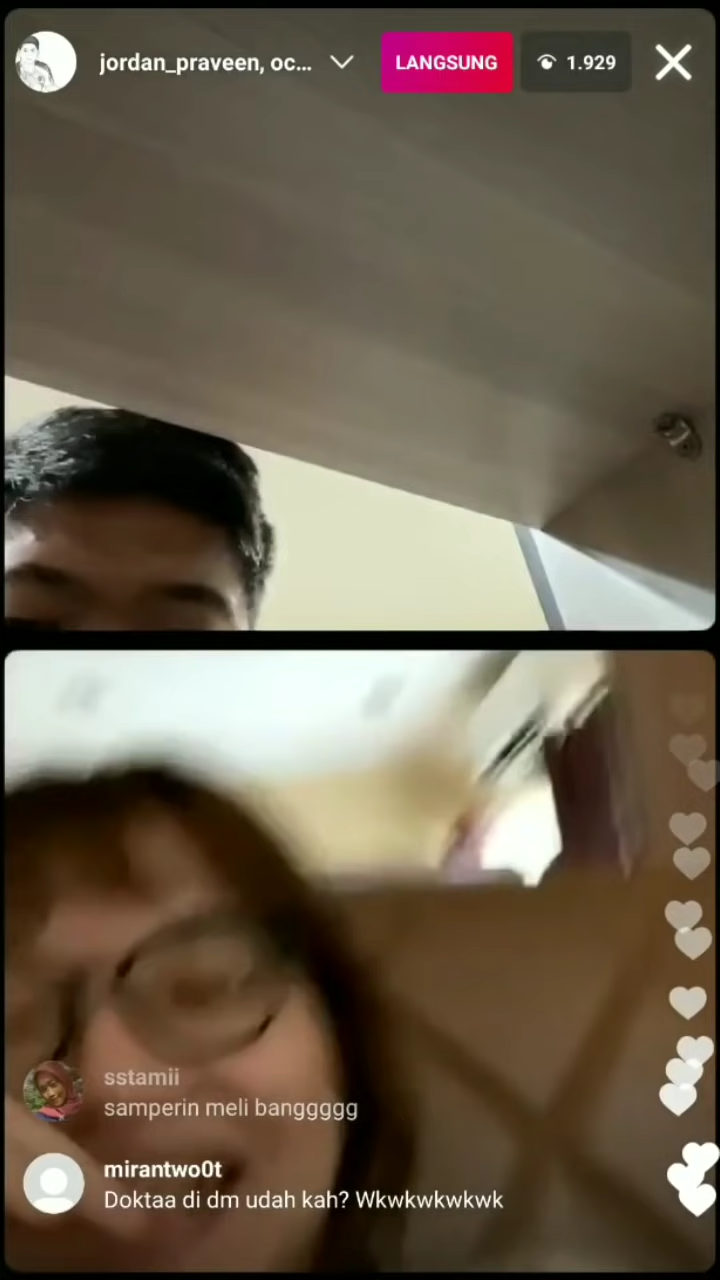 jordan_praveen, oc...
LANGSUNG
1.929
sstamii
samperin meli banggggg
mirantwo0t
Doktaa di dm udah kah? Wkwkwkwkwk